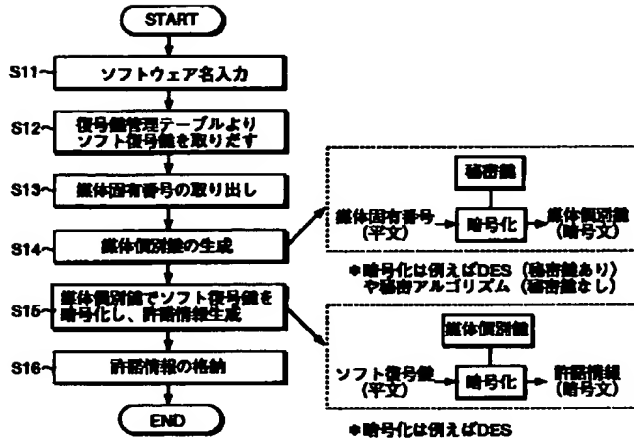 START
S11 ソフトウェア名入力
S12 復号鍵管理テーブルより
ソフト復号鍵を取りだす
S13 媒体固有番号の取り出し
S14 媒体個別鍵の生成
S15 媒体個別鍵でソフト復号鍵を
暗号化し、許諾情報生成
S16 許諾情報の格納
END
秘密鍵
媒体固有番号
(平文)
暗号化
媒体個別鍵
(暗号文)
*暗号化は例えばDES(秘密鍵あり)
や秘密アルゴリズム(秘密鍵なし)
媒体個別鍵
ソフト復号鍵
(平文)
暗号化
許諾情報
(暗号文)
*暗号化は例えばDES